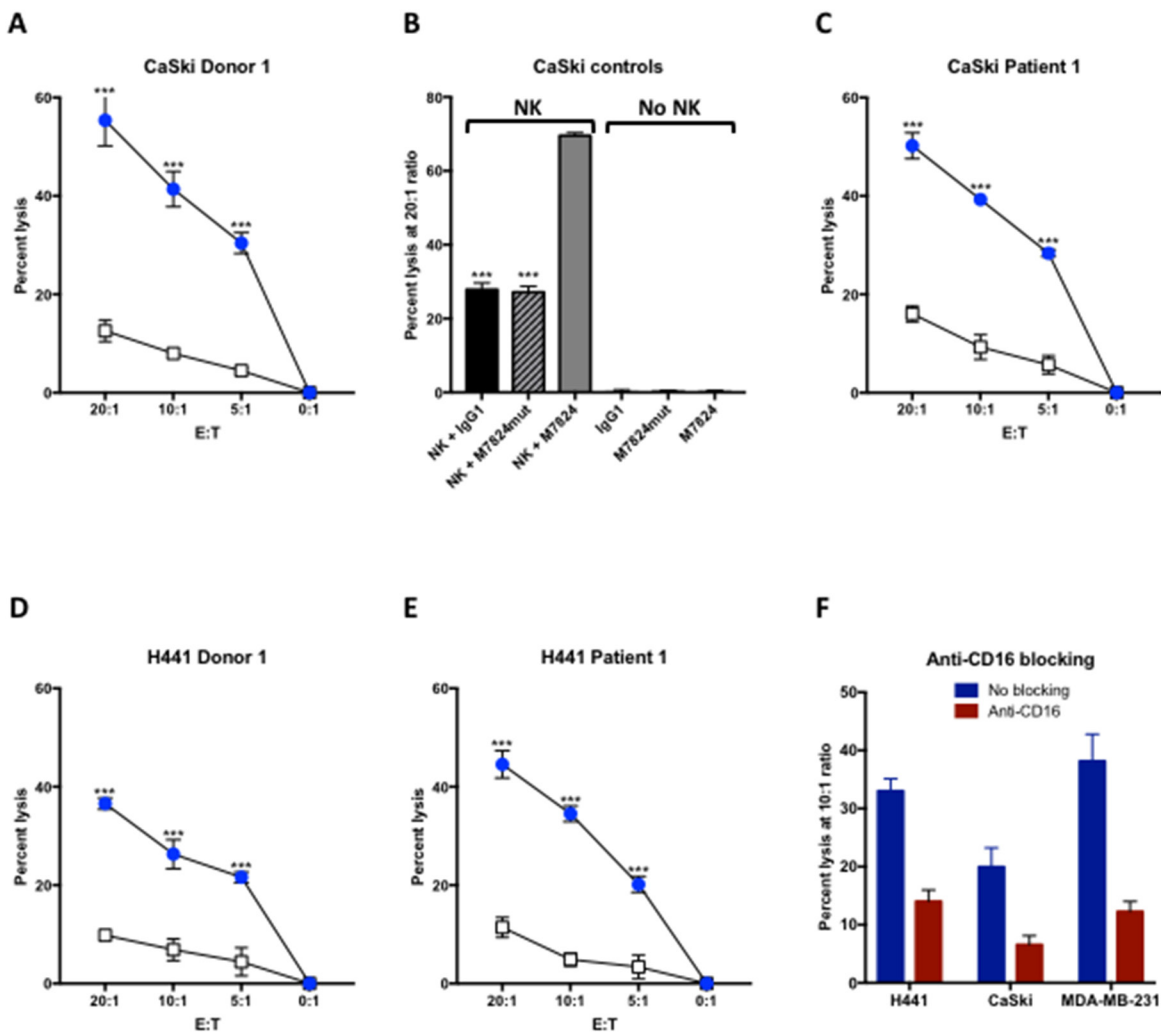 A
CaSki Donor 1
Percent lysis
60
40
20
0
***
***
***
20:1 10:1 5:1 0:1
E:T
B
CaSki controls
Percent lysis at 20:1 ratio
80
60
40
20
0
NK No NK
*** ***
NK + IgG1
NK + M7824mut
NK + M7824
IgG1
M7824mut
M7824
C
CaSki Patient 1
Percent lysis
60
40
20
0
***
***
***
20:1 10:1 5:1 0:1
E:T
D
H441 Donor 1
Percent lysis
60
40
20
0
***
***
***
20:1 10:1 5:1 0:1
E:T
E
H441 Patient 1
Percent lysis
60
40
20
0
***
***
***
20:1 10:1 5:1 0:1
E:T
F
Anti-CD16 blocking
No blocking
Anti-CD16
Percent lysis at 10:1 ratio
50
40
30
20
10
0
H441 CaSki MDA-MB-231